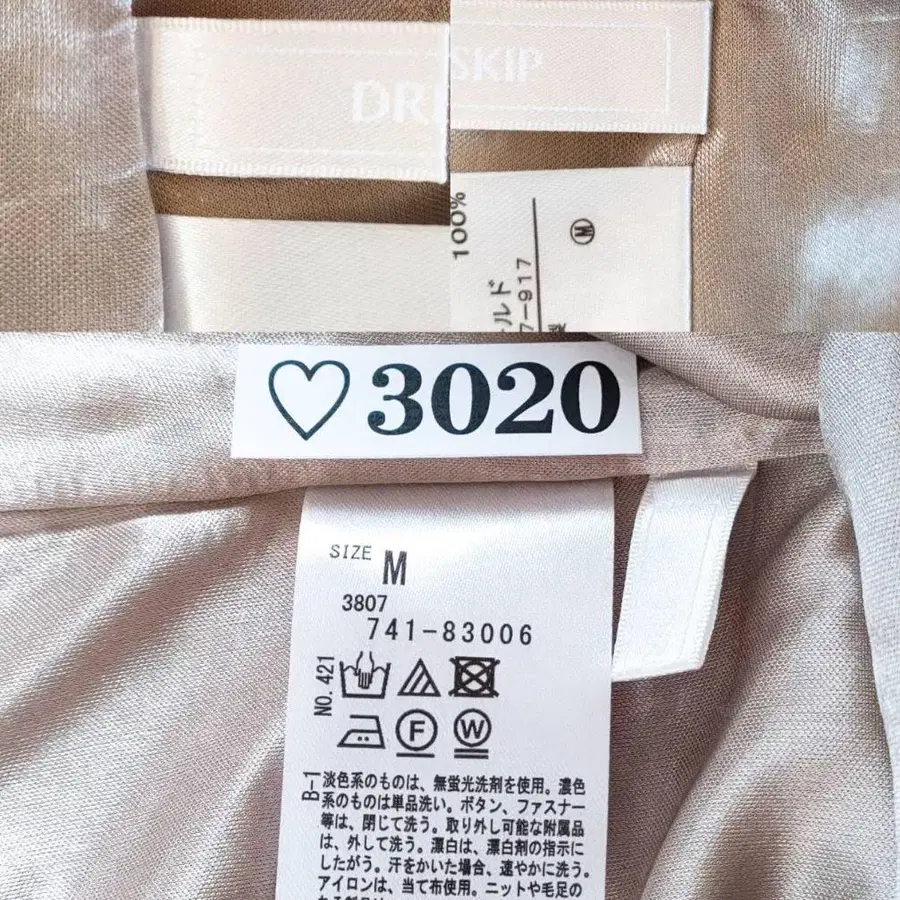 DR
SKIP
100%
ルド
7-917
M
製
♡3020
SIZE M
3807
741-83006
NO. 421
F
W
B-1
淡色系のものは、無蛍光洗剤を使用。濃色
系のものは単品洗い。ボタン、ファスナー
等は、閉じて洗う。取り外し可能な附属品
は、外して洗う。漂白は、漂白剤の指示に
したがう。汗をかいた場合、速やかに洗う。
アイロンは、当て布使用。ニットや毛足の